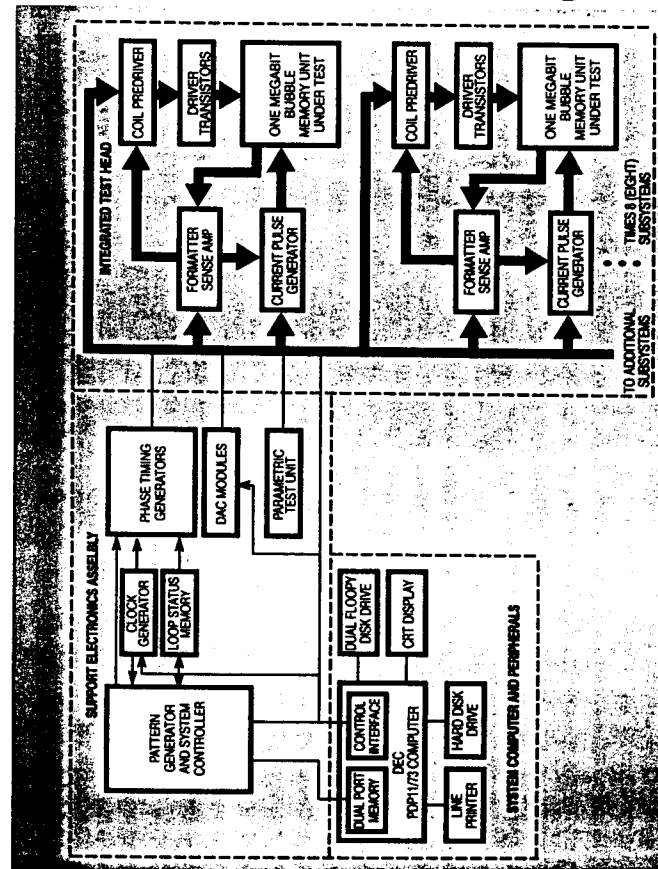 SUPPORT ELECTRONICS ASSELBLY
PATTERN
GENERATOR
AND SYSTEM
CONTROLLER
CLOCK
GENERATOR
LOOP STATUS
MEMORY
PHASE TIMING
GENERATORS
DAC MODULES
PARAMETRIC
TEST UNIT
DUAL PORT
MEMORY
CONTROL
INTERFACE
DEC
PDP11/73 COMPUTER
DUAL FLOOPY
DISK DRIVE
CRT DISPLAY
LINE
PRINTER
HARD DISK
DRIVE
SYSTEM COMPUTER AND PERIPHERALS
INTEGRATED TEST HEAD
COIL PREDRIVER
DRIVER
TRANSISTORS
ONE MEGABIT
BUBBLE
MEMORY UNIT
UNDER TEST
FORMATTER
SENSE AMP
CURRENT PULSE
GENERATOR
COIL PREDRIVER
DRIVER
TRANSISTORS
ONE MEGABIT
BUBBLE
MEMORY UNIT
UNDER TEST
FORMATTER
SENSE AMP
CURRENT PULSE
GENERATOR
TO ADDITIONAL
SUBSYSTEMS
TIMES 8 (EIGHT)
SUBSYSTEMS